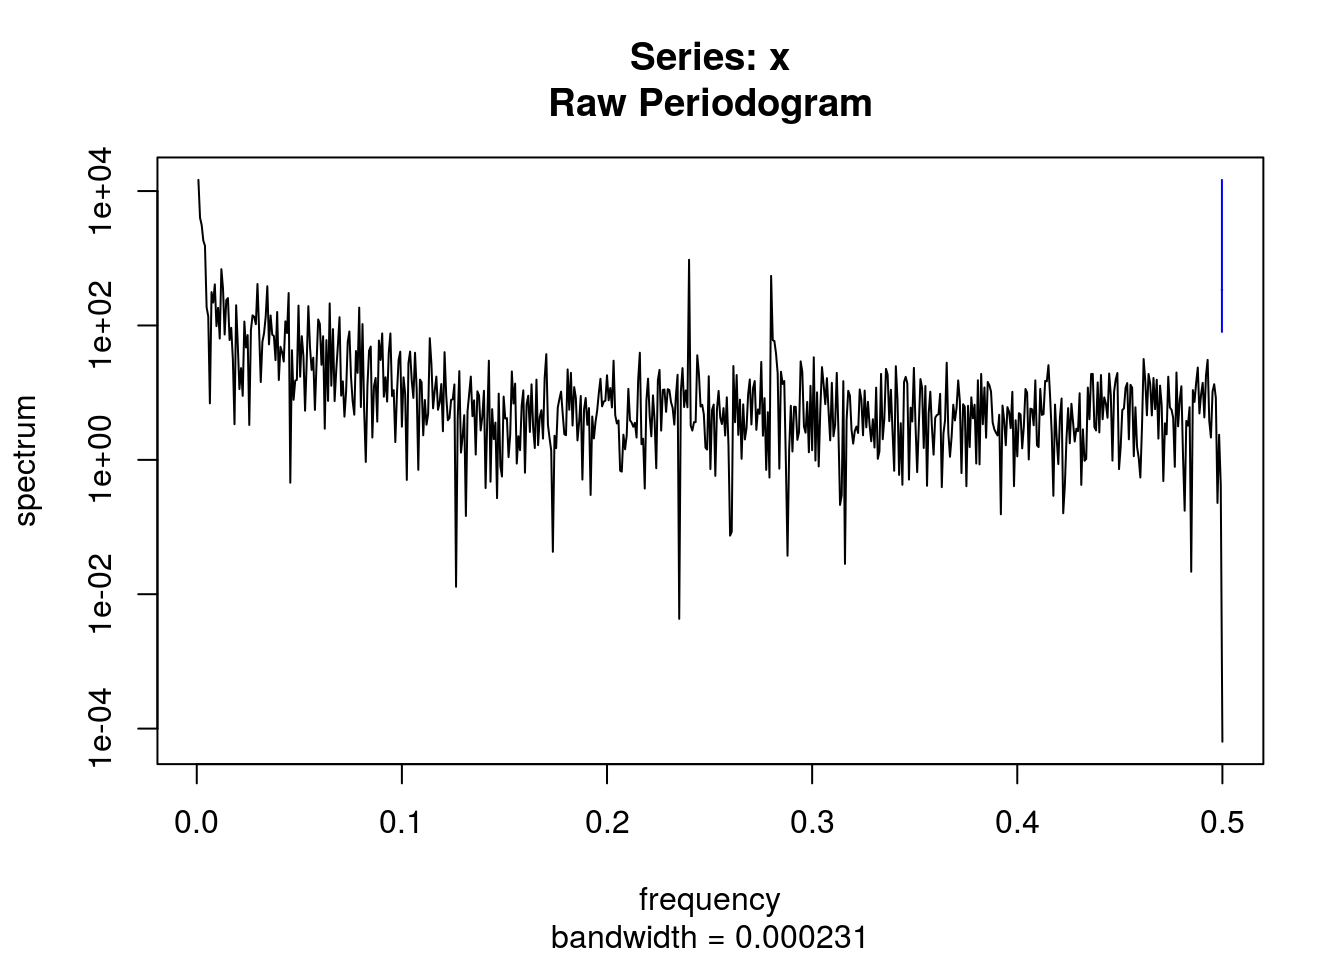 Series: x
Raw Periodogram
spectrum
1e+04
1e+02
1e+00
1e-02
1e-04
0.0 0.1 0.2 0.3 0.4 0.5
frequency
bandwidth = 0.000231